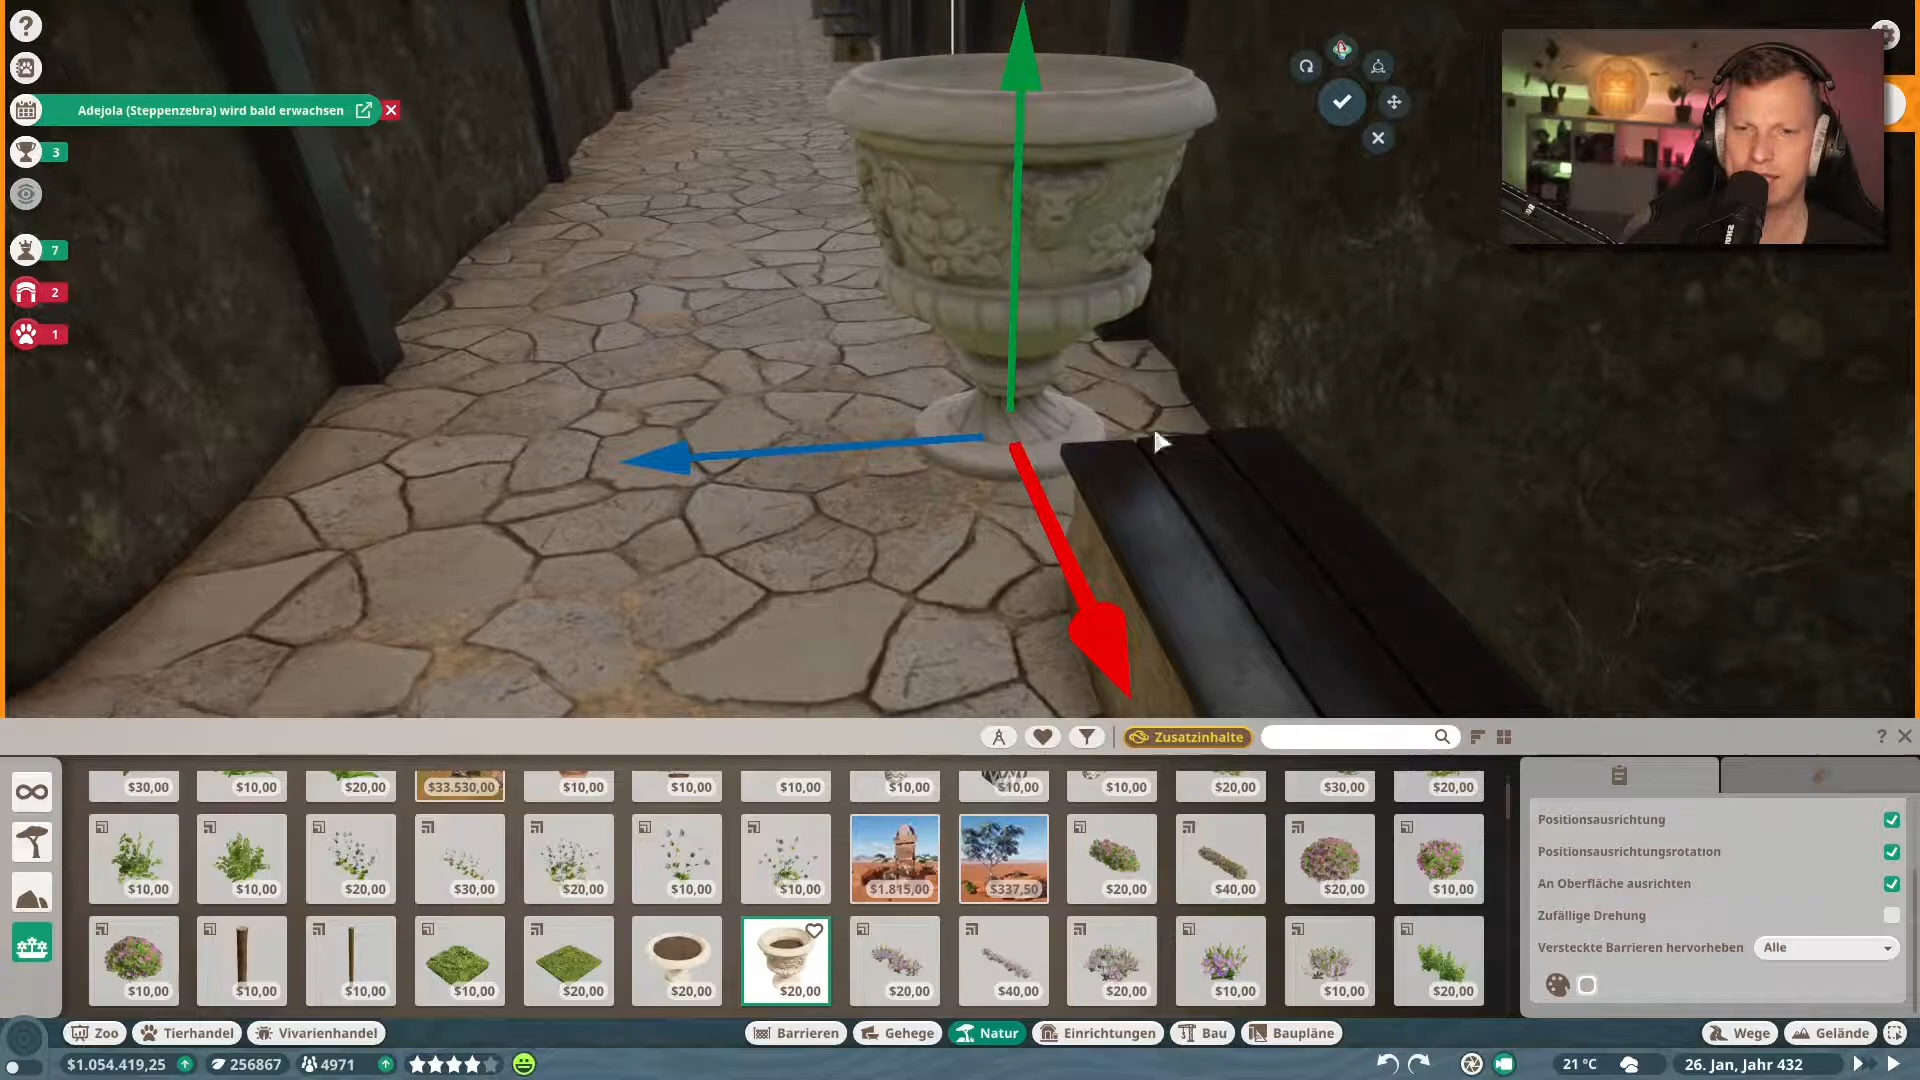 ?
Adejola (Steppenzebra) wird bald erwachsen
3
7
2
1
Zusatzinhalte
?
$30,00 $10,00 $20,00 $33.530,00 $10,00 $10,00 $10,00 $10,00 $10,00 $10,00 $20,00 $30,00 $20,00
$10,00 $10,00 $20,00 $30,00 $20,00 $10,00 $10,00 $1.815,00 $337,50 $20,00 $40,00 $20,00 $10,00
$10,00 $10,00 $10,00 $10,00 $20,00 $20,00 $20,00 $20,00 $40,00 $20,00 $10,00 $10,00 $20,00
Positionsausrichtung
Positionsausrichtungsrotation
An Oberfläche ausrichten
Zufällige Drehung
Versteckte Barrieren hervorheben Alle
Zoo Tierhandel Vivarienhandel Barrieren Gehege Natur Einrichtungen Bau Baupläne Wege Gelände
$1.054.419,25 256867 4971 21 °C 26. Jan, Jahr 432